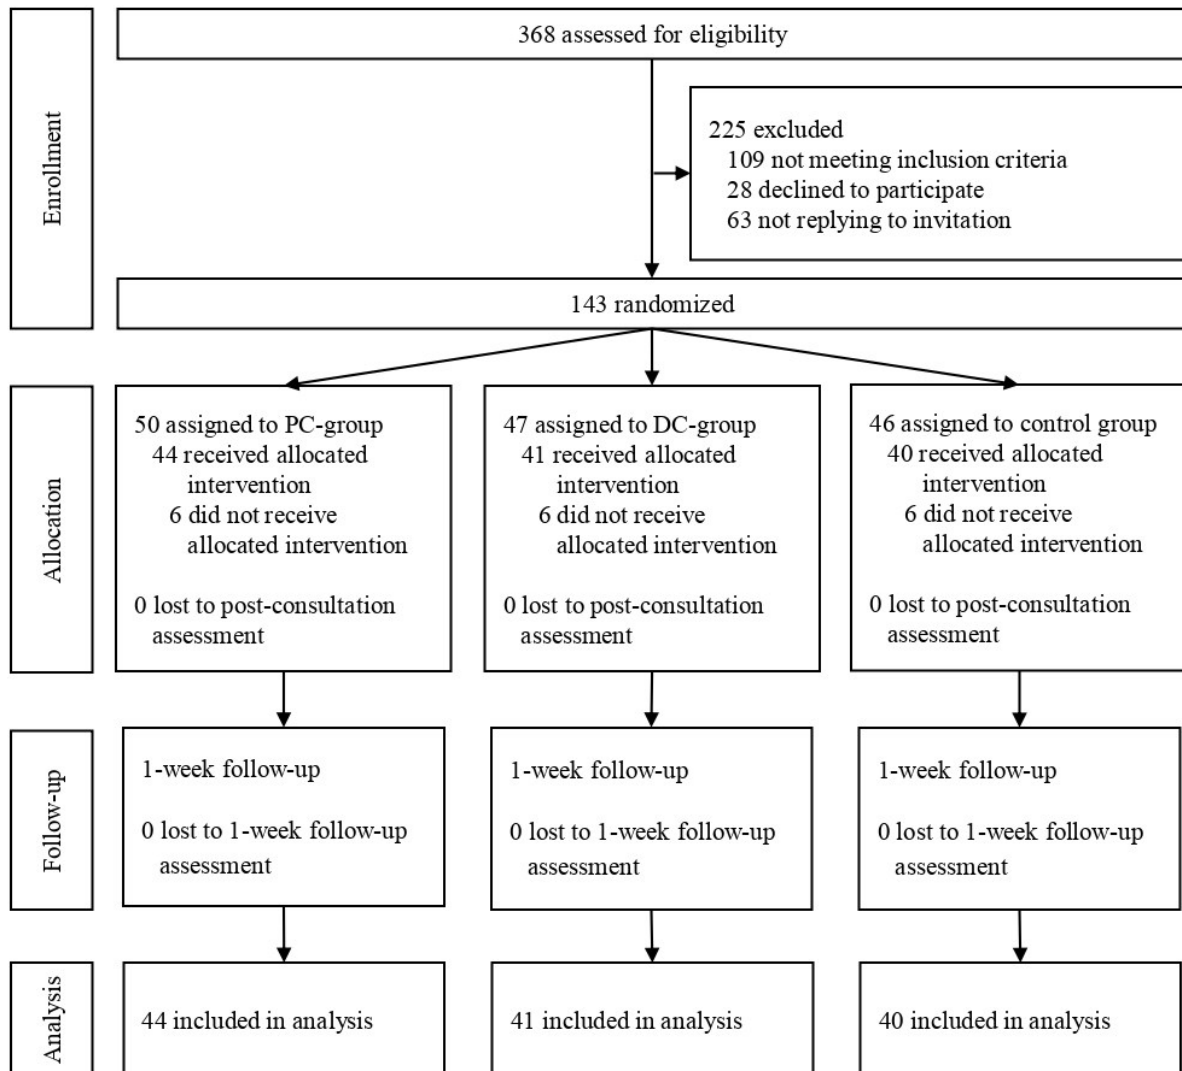 Enrollment
368 assessed for eligibility
225 excluded
109 not meeting inclusion criteria
28 declined to participate
63 not replying to invitation
143 randomized
Allocation
50 assigned to PC-group
44 received allocated
intervention
6 did not receive
allocated intervention
0 lost to post-consultation
assessment
47 assigned to DC-group
41 received allocated
intervention
6 did not receive
allocated intervention
0 lost to post-consultation
assessment
46 assigned to control group
40 received allocated
intervention
6 did not receive
allocated intervention
0 lost to post-consultation
assessment
Follow-up
1-week follow-up
0 lost to 1-week follow-up
assessment
1-week follow-up
0 lost to 1-week follow-up
assessment
1-week follow-up
0 lost to 1-week follow-up
assessment
Analysis
44 included in analysis
41 included in analysis
40 included in analysis